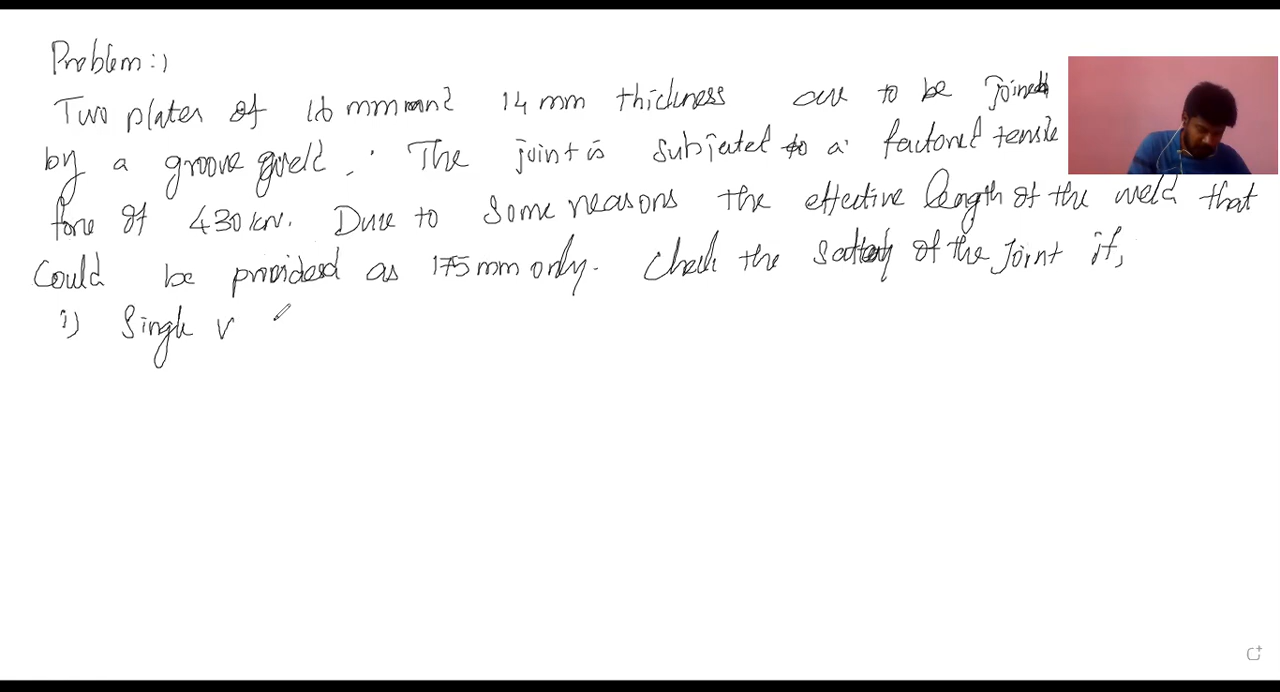 Problem:1
Two plates of 16 mm and 14 mm thickness are to be joined
by a groove gweld. The joint is subjected to a factored tensile
force of 430 kN. Due to some reasons the effective length of the weld that
could be provided as 175 mm only. Check the safety of the joint if,
i) Single V